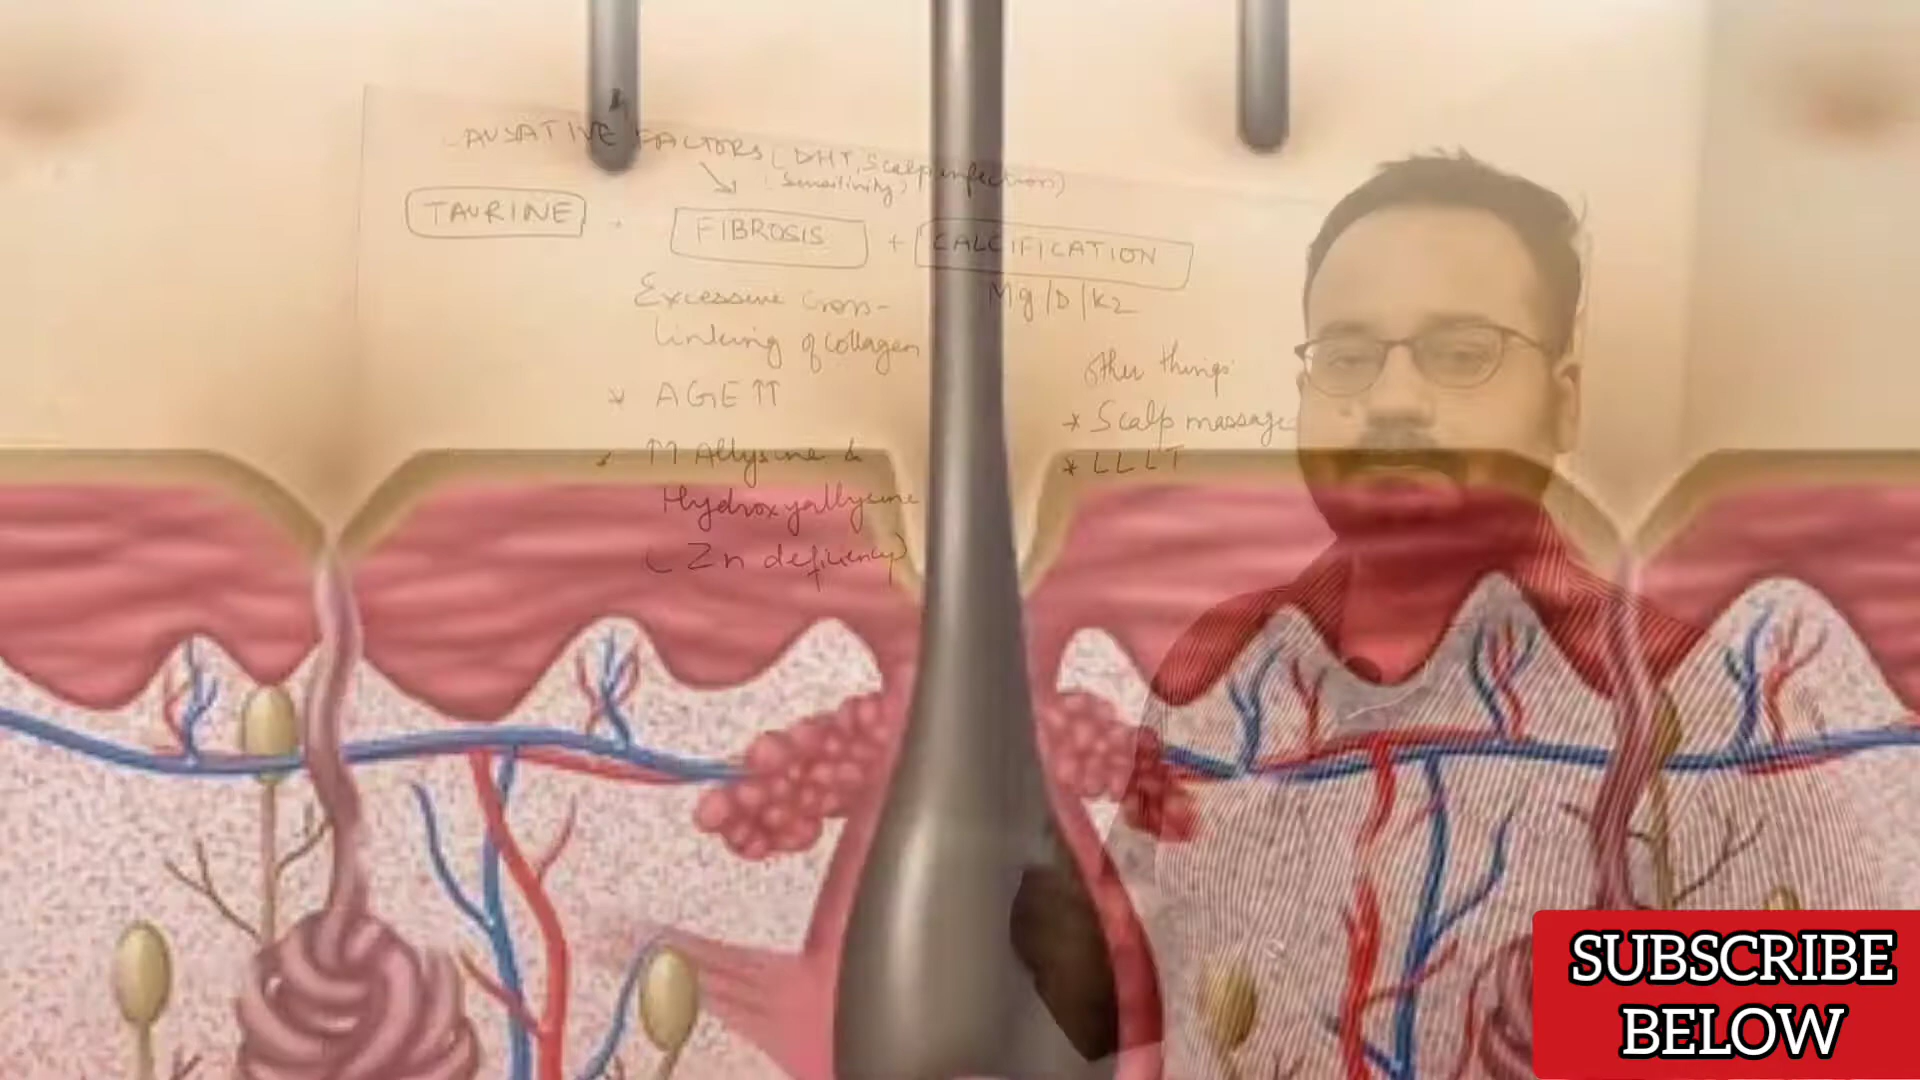 CAUSATIVE FACTORS (DHT, Scalp infections)
(Sensitivity)
TAURINE
FIBROSIS + CALCIFICATION
Excessive cross-
linking of collagen
* AGE ↑↑
* ↑↑ Allysine &
Hydroxyallysine
(Zn deficiency)
Mg/D/K2
Other things
* Scalp massage
* LLLT
SUBSCRIBE
BELOW